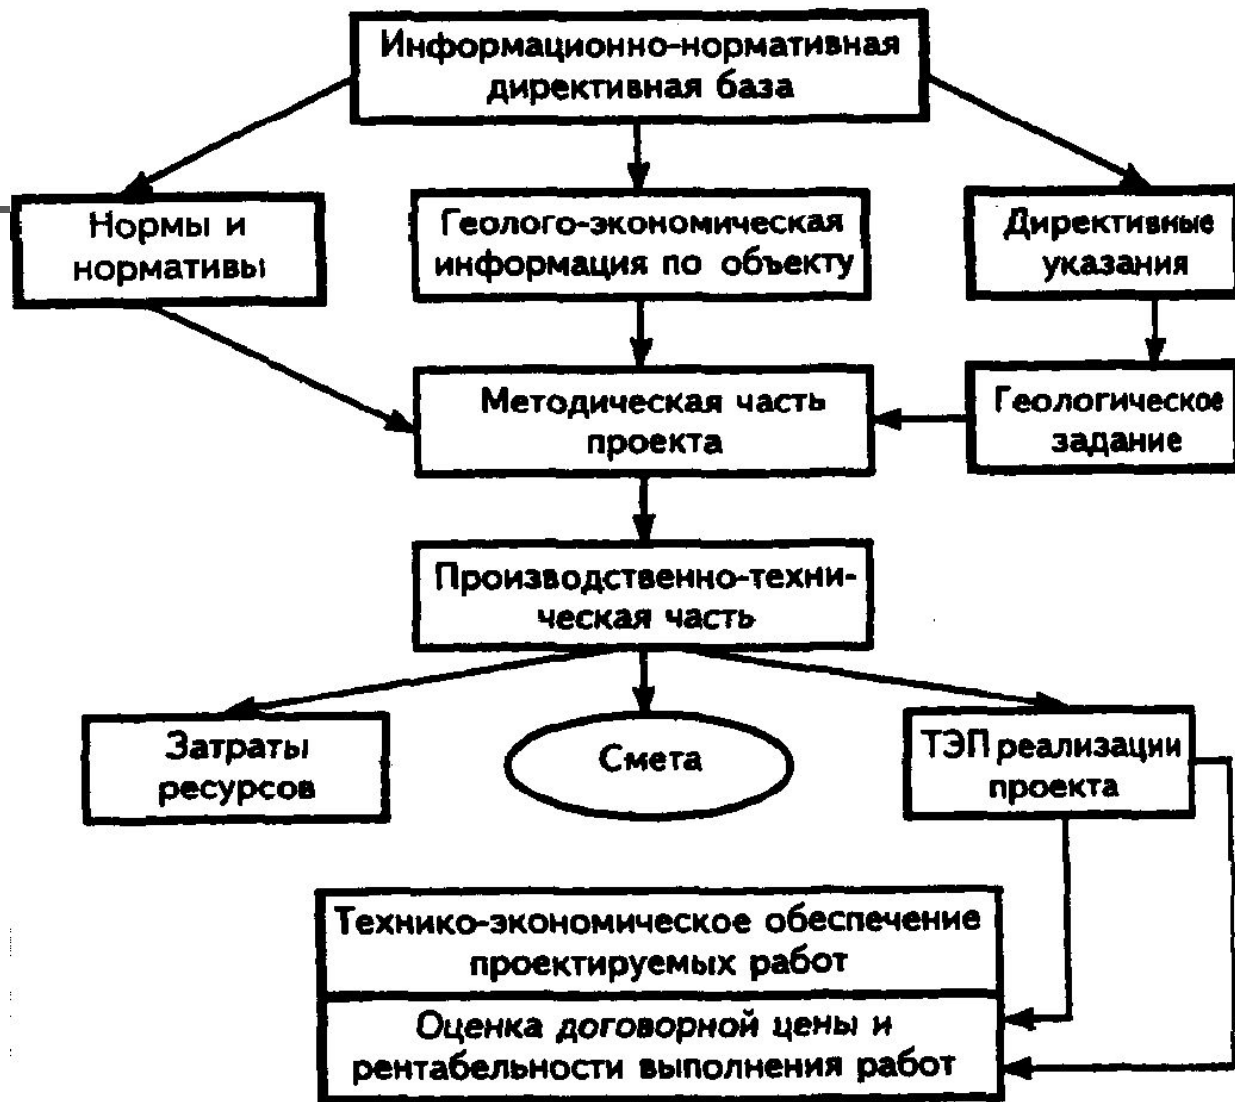 Информационно-нормативная
директивная база
Нормы и
нормативы
Геолого-экономическая
информация по объекту
Директивные
указания
Методическая часть
проекта
Геологическое
задание
Производственно-техни-
ческая часть
Затраты
ресурсов
Смета
ТЭП реализации
проекта
Технико-экономическое обеспечение
проектируемых работ
Оценка договорной цены и
рентабельности выполнения работ